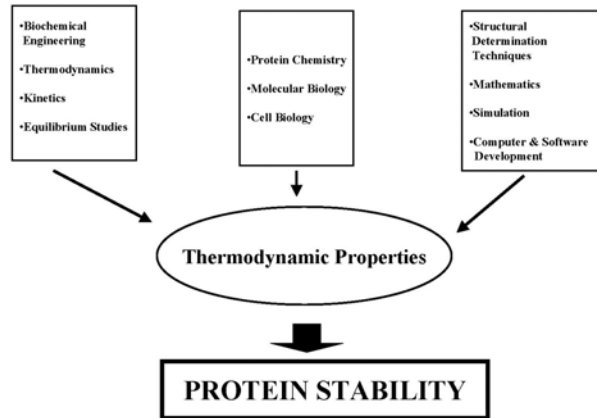 •Biochemical
Engineering
•Thermodynamics
•Kinetics
•Equilibrium Studies
•Protein Chemistry
•Molecular Biology
•Cell Biology
•Structural
Determination
Techniques
•Mathematics
•Simulation
•Computer & Software
Development
Thermodynamic Properties
PROTEIN STABILITY